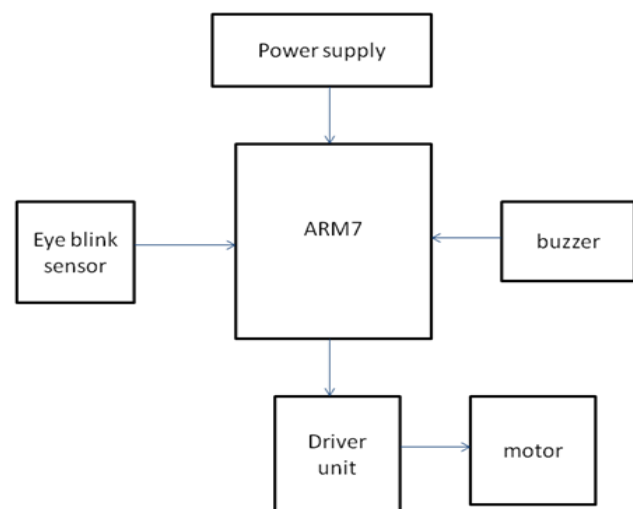 Power supply
ARM7
Eye blink
sensor
buzzer
Driver
unit
motor